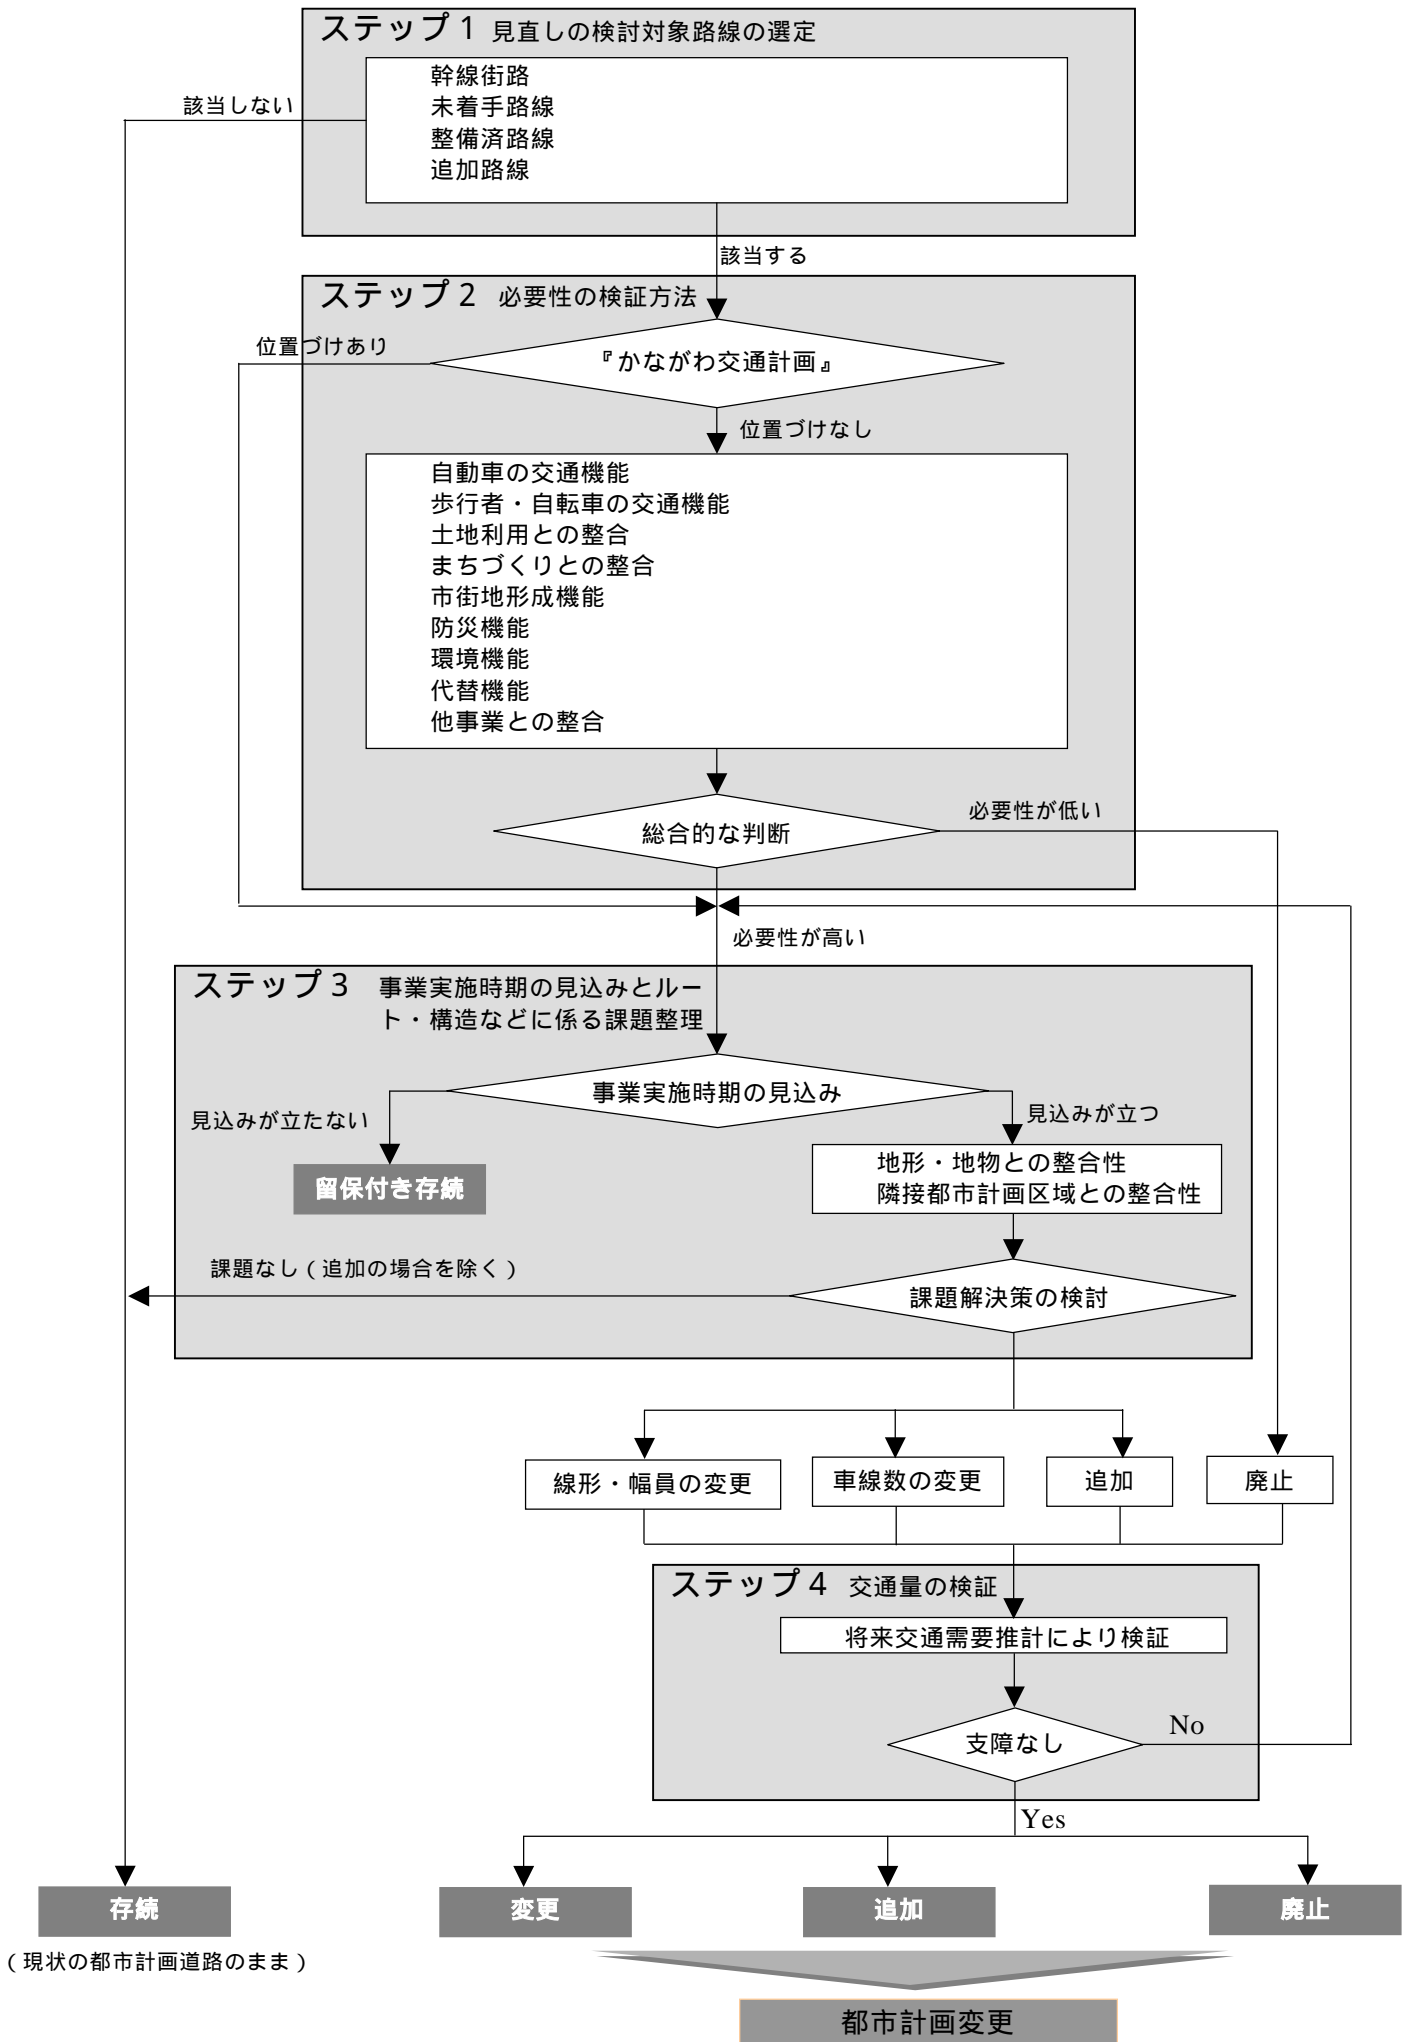 ステップ1 見直しの検討対象路線の選定
幹線街路
未着手路線
整備済路線
追加路線
該当しない
該当する
ステップ2 必要性の検証方法
位置づけあり
『かながわ交通計画』
位置づけなし
自動車の交通機能
歩行者・自転車の交通機能
土地利用との整合
まちづくりとの整合
市街地形成機能
防災機能
環境機能
代替機能
他事業との整合
総合的な判断
必要性が低い
必要性が高い
ステップ3 事業実施時期の見込みとルー
ト・構造などに係る課題整理
事業実施時期の見込み
見込みが立たない
見込みが立つ
留保付き存続
地形・地物との整合性
隣接都市計画区域との整合性
課題なし(追加の場合を除く)
課題解決策の検討
線形・幅員の変更
車線数の変更
追加
廃止
ステップ4 交通量の検証
将来交通需要推計により検証
支障なし
No
Yes
存続
変更
追加
廃止
(現状の都市計画道路のまま)
都市計画変更